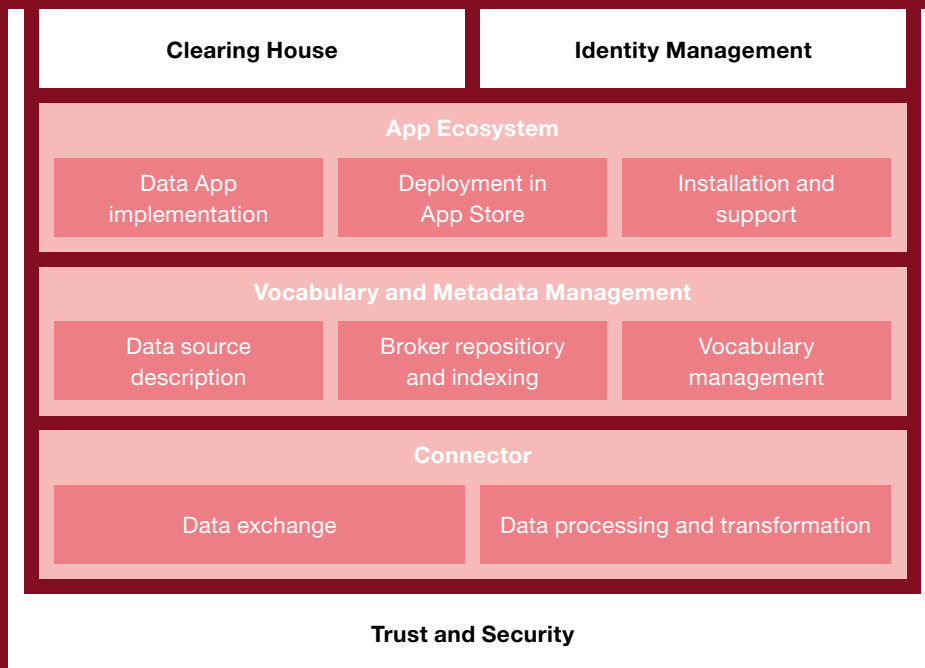 Clearing House
Identity Management
App Ecosystem
Data App
implementation
Deployment in
App Store
Installation and
support
Vocabulary and Metadata Management
Data source
description
Broker repositiory
and indexing
Vocabulary
management
Connector
Data exchange
Data processing and transformation
Trust and Security